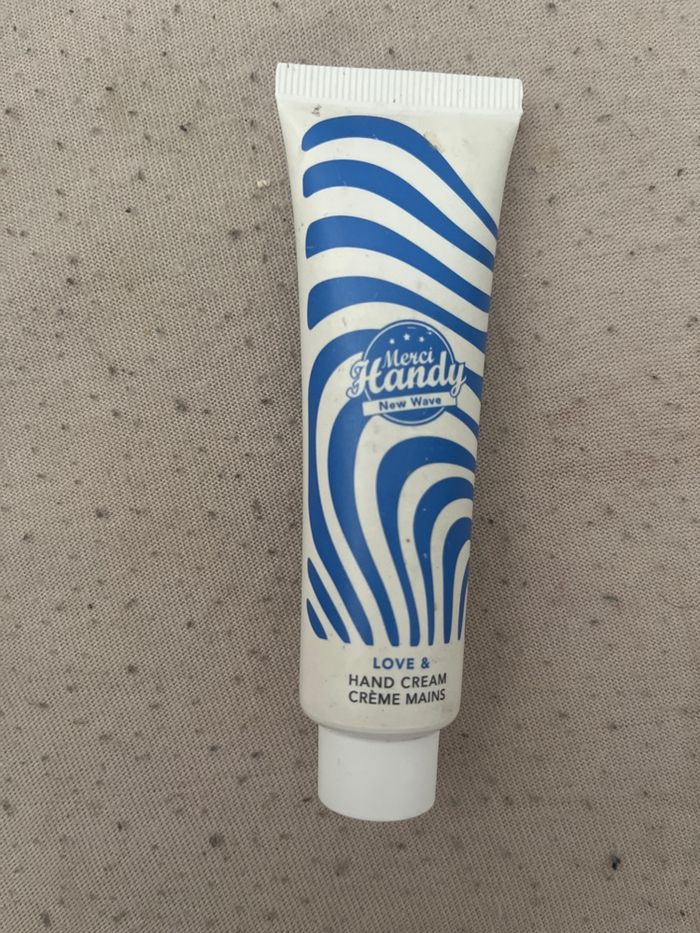 Merci
Handy
New Wave
LOVE &
HAND CREAM
CRÈME MAINS